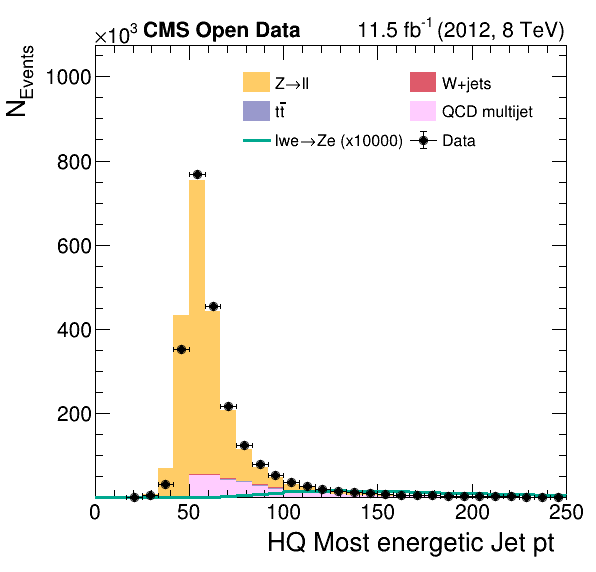 ×10³ CMS Open Data 11.5 fb⁻¹ (2012, 8 TeV)
N_Events
1000
800
600
400
200
Z→ll W+jets
tt̄ QCD multijet
lwe→Ze (x10000) Data
0 50 100 150 200 250
HQ Most energetic Jet pt